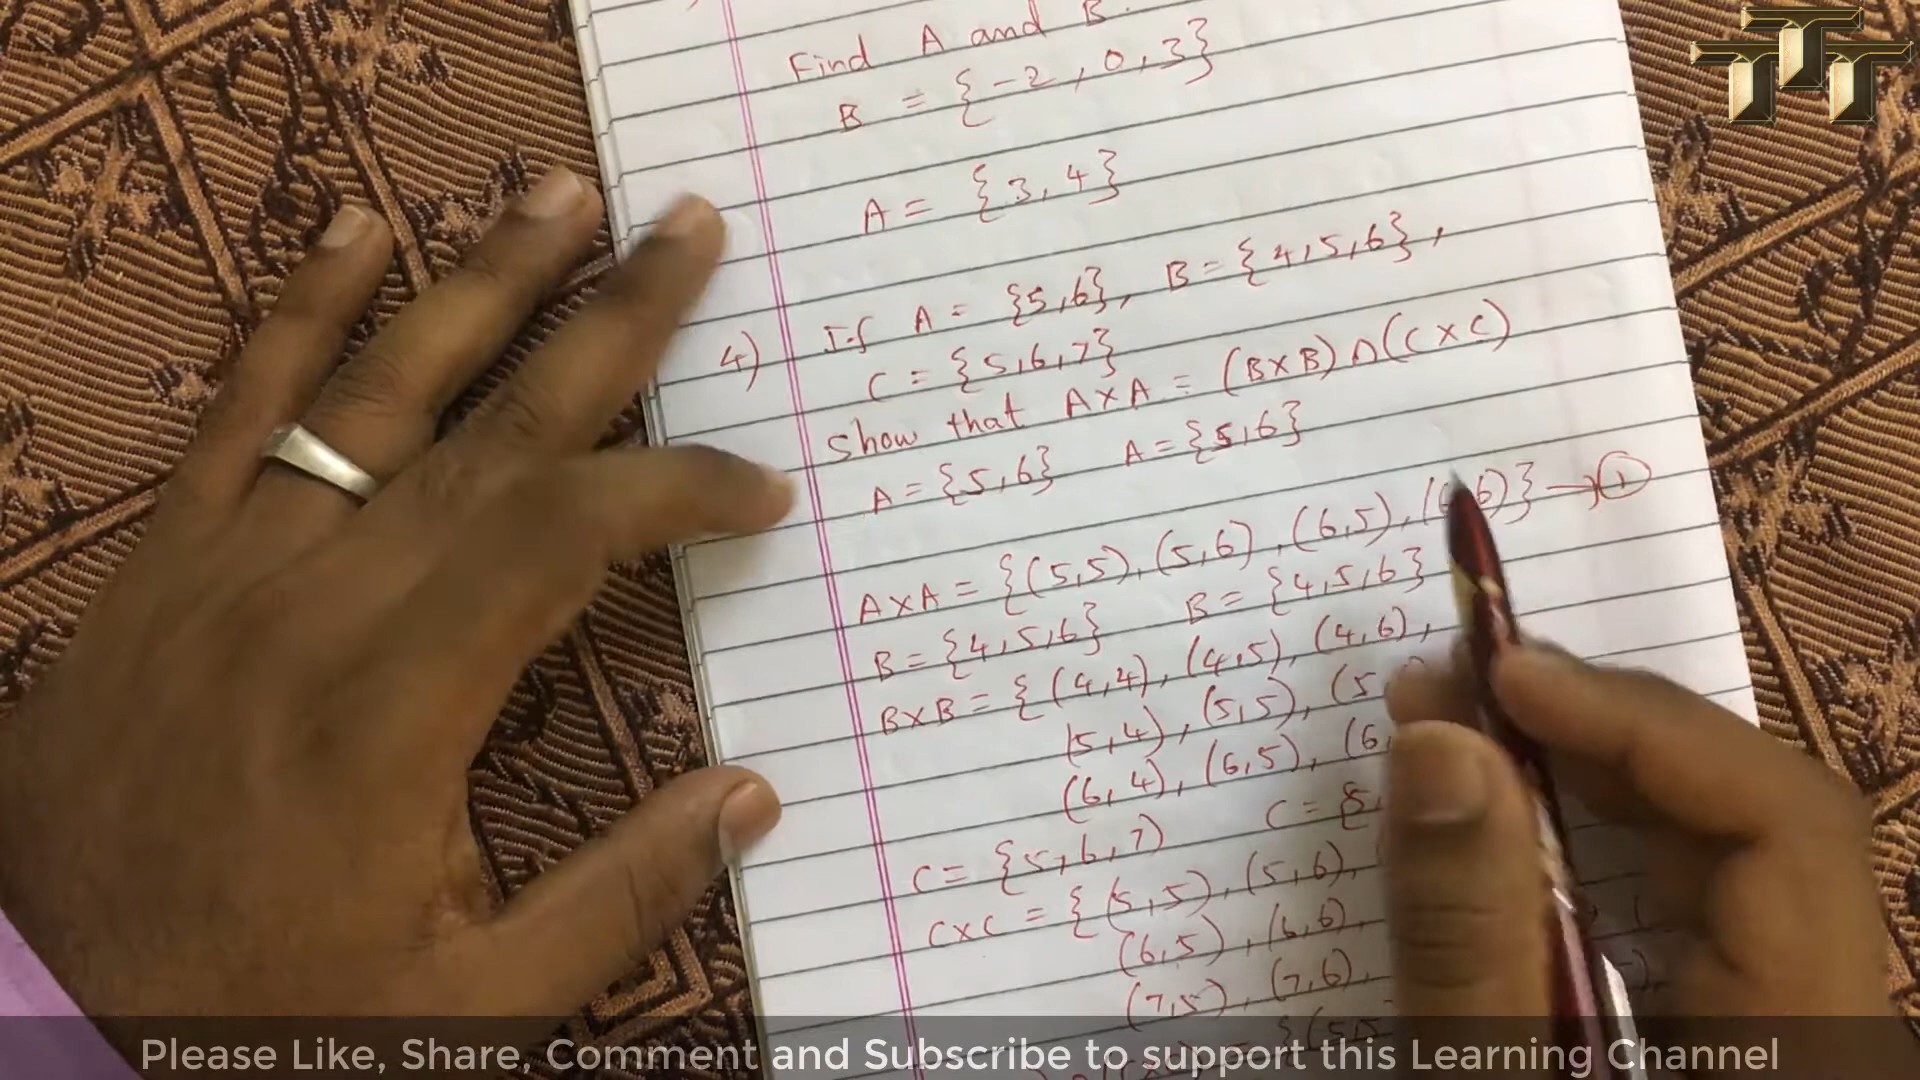 TTT
Find A and B.
B = {-2, 0, 3}
A = {3, 4}
4) If A = {5,6}, B = {4,5,6},
C = {5,6,7}
Show that A×A = (B×B) ∩ (C×C)
A = {5,6} A = {5,6}
A×A = {(5,5), (5,6), (6,5), (6,6)} → ①
B = {4,5,6} B = {4,5,6}
B×B = {(4,4), (4,5), (4,6),
(5,4), (5,5), (5
(6,4), (6,5), (6,
C = {5,6,7) C = {5,
C×C = {(5,5), (5,6),
(6,5), (6,6),
(7,5), (7,6),
{(5,5
Please Like, Share, Comment and Subscribe to support this Learning Channel